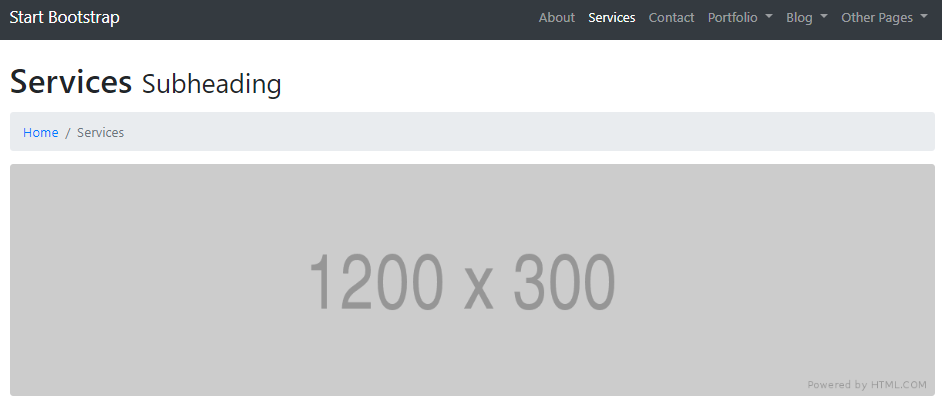 Start Bootstrap About Services Contact Portfolio Blog Other Pages
Services Subheading
Home / Services
1200 x 300
Powered by HTML.COM